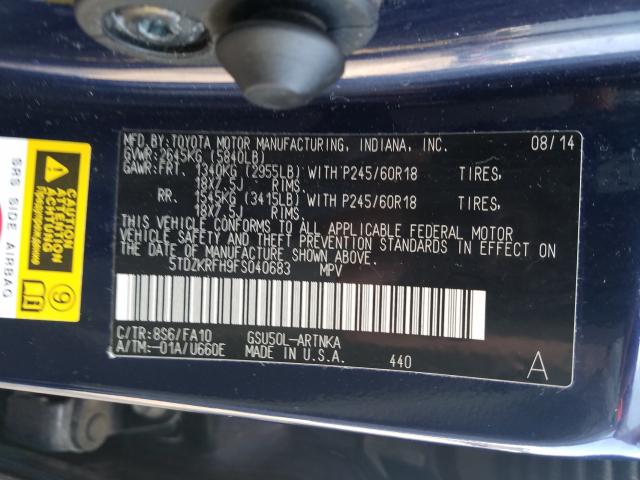 MFD.BY:TOYOTA MOTOR MANUFACTURING, INDIANA, INC. 08/14
GVWR:2645KG (5840LB)
GAWR:FRT. 1340KG (2955LB) WITH P245/60R18 TIRES,
18X7.5J RIMS,
RR. 1545KG (3415LB) WITH P245/60R18 TIRES,
18X7.5J RIMS,
THIS VEHICLE CONFORMS TO ALL APPLICABLE FEDERAL MOTOR
VEHICLE SAFETY AND THEFT PREVENTION STANDARDS IN EFFECT ON
THE DATE OF MANUFACTURE SHOWN ABOVE.
5TDZKRFH9FS040683 MPV
C/TR:8S6/FA10 GSU50L-ARTNKA
A/TM:-01A/U660E MADE IN U.S.A. 440 A
SRS SIDE AIRBAG
CAUTION
ATTENTION
ACHTUNG
9